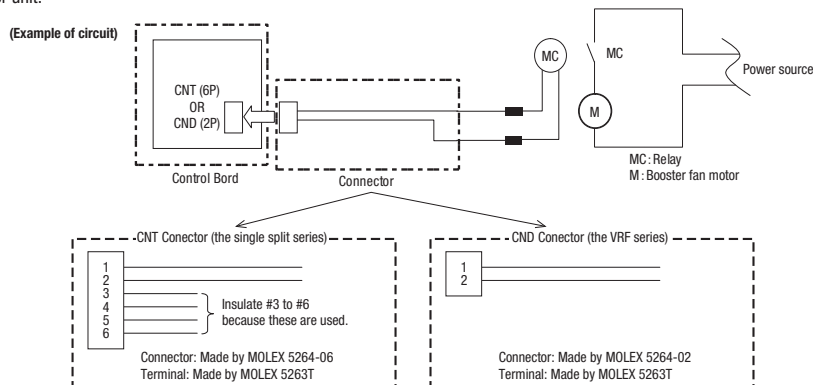 or unit.
(Example of circuit)
CNT (6P)
OR
CND (2P)
Control Bord
Connector
MC
MC
M
Power source
MC: Relay
M : Booster fan motor
CNT Conector (the single split series)
1
2
3
4
5
6
Insulate #3 to #6
because these are used.
Connector: Made by MOLEX 5264-06
Terminal: Made by MOLEX 5263T
CND Conector (the VRF series)
1
2
Connector: Made by MOLEX 5264-02
Terminal: Made by MOLEX 5263T